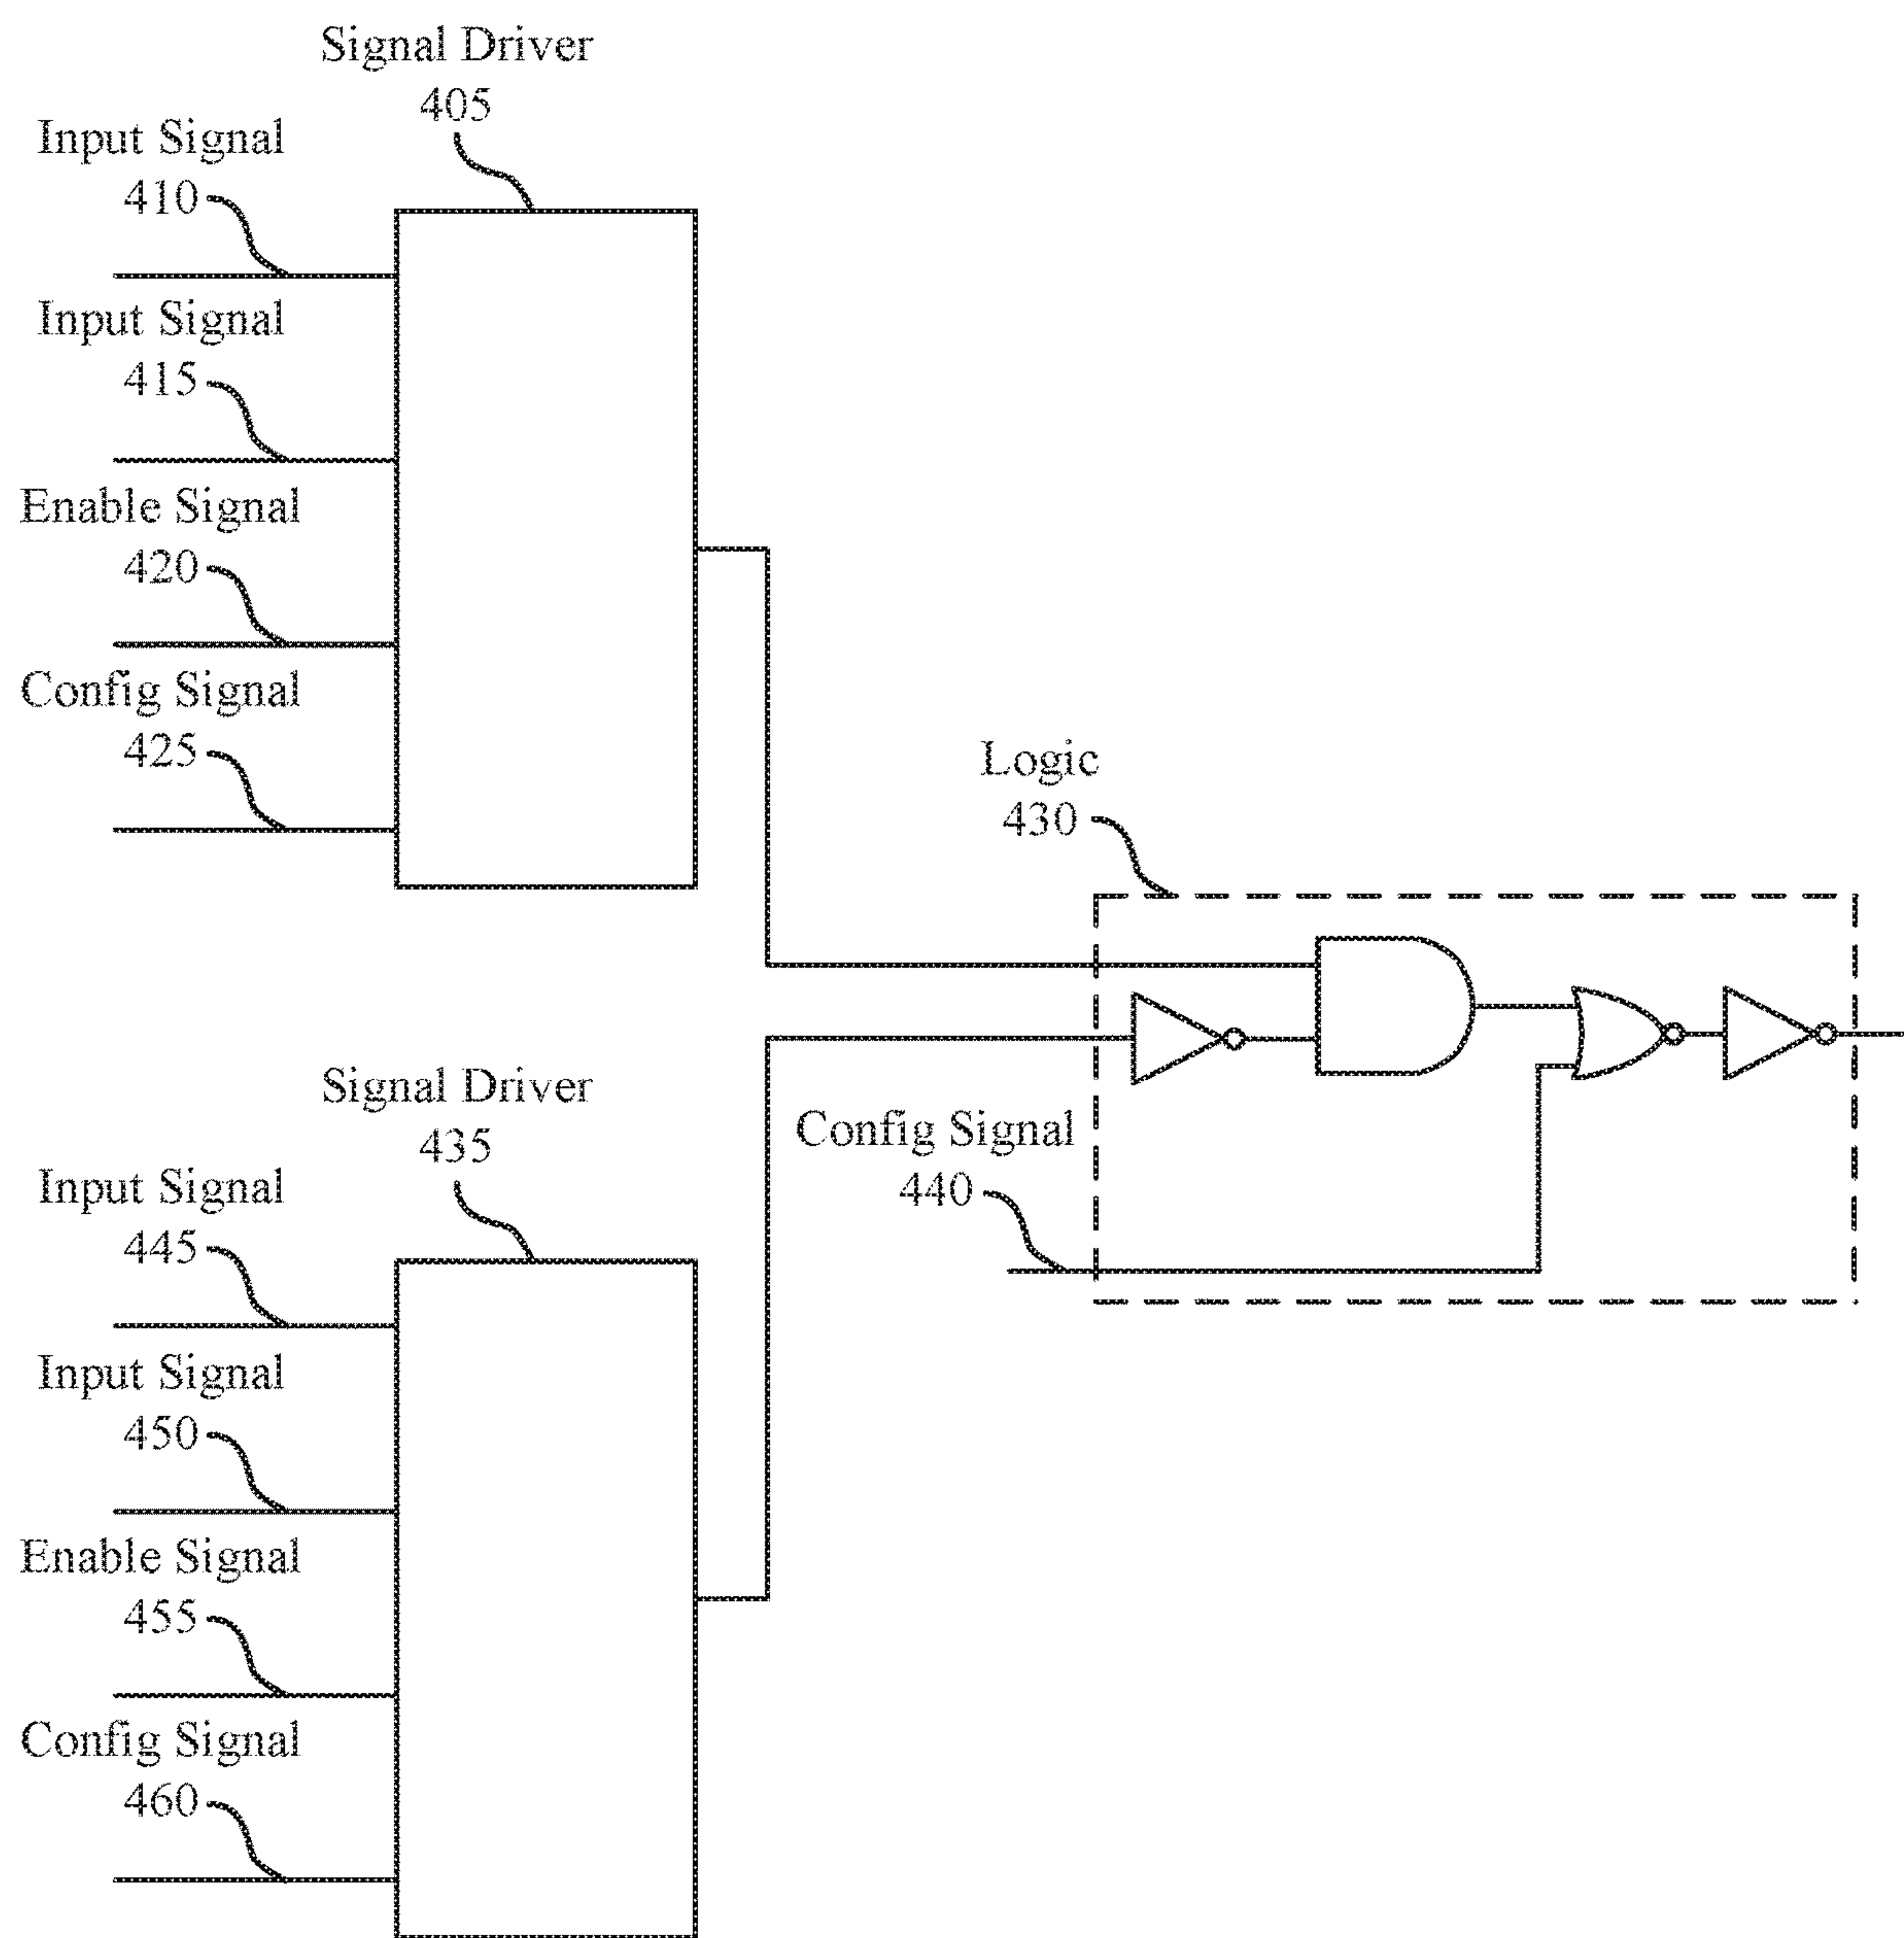 Signal Driver
405
Input Signal
410
Input Signal
415
Enable Signal
420
Config Signal
425
Logic
430
Signal Driver
435
Config Signal
440
Input Signal
445
Input Signal
450
Enable Signal
455
Config Signal
460